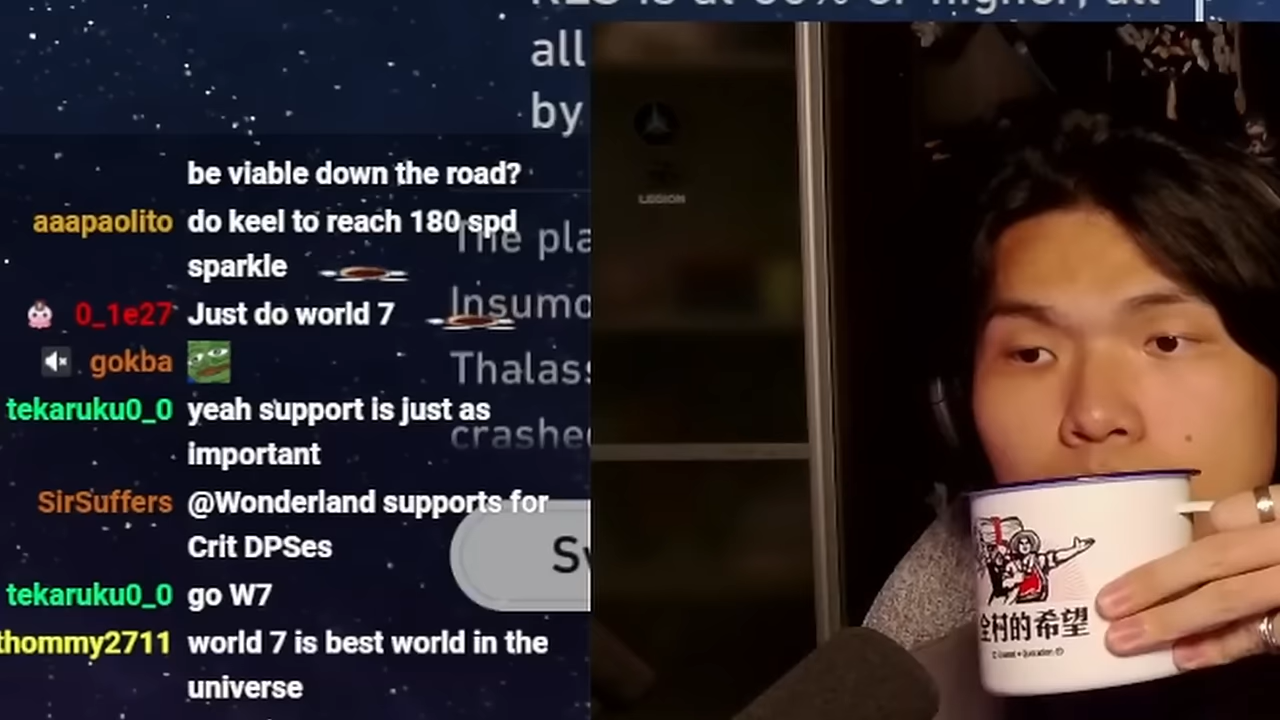 all
by
be viable down the road?
aaapaolito do keel to reach 180 spd
sparkle
The pla
0_1e27 Just do world 7
Insumo
gokba
Thalass
tekaruku0_0 yeah support is just as
important
crashed
SirSuffers @Wonderland supports for
Crit DPSes
tekaruku0_0 go W7
thommy2711 world 7 is best world in the
universe
LEGION
全村的希望